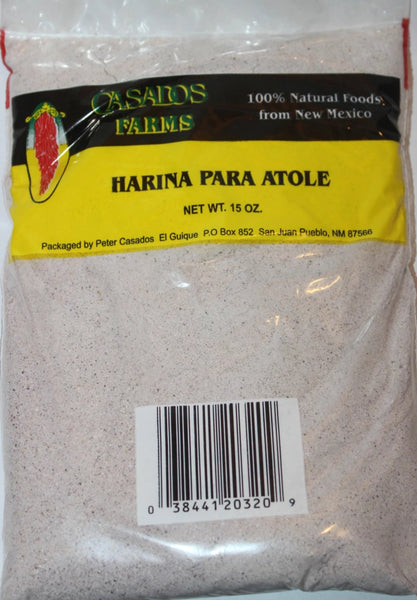 CASADOS
FARMS
100% Natural Foods
from New Mexico
HARINA PARA ATOLE
NET WT. 15 OZ.
Packaged by Peter Casados El Guique P.O Box 852 San Juan Pueblo, NM 87566
0 38441 20320 9